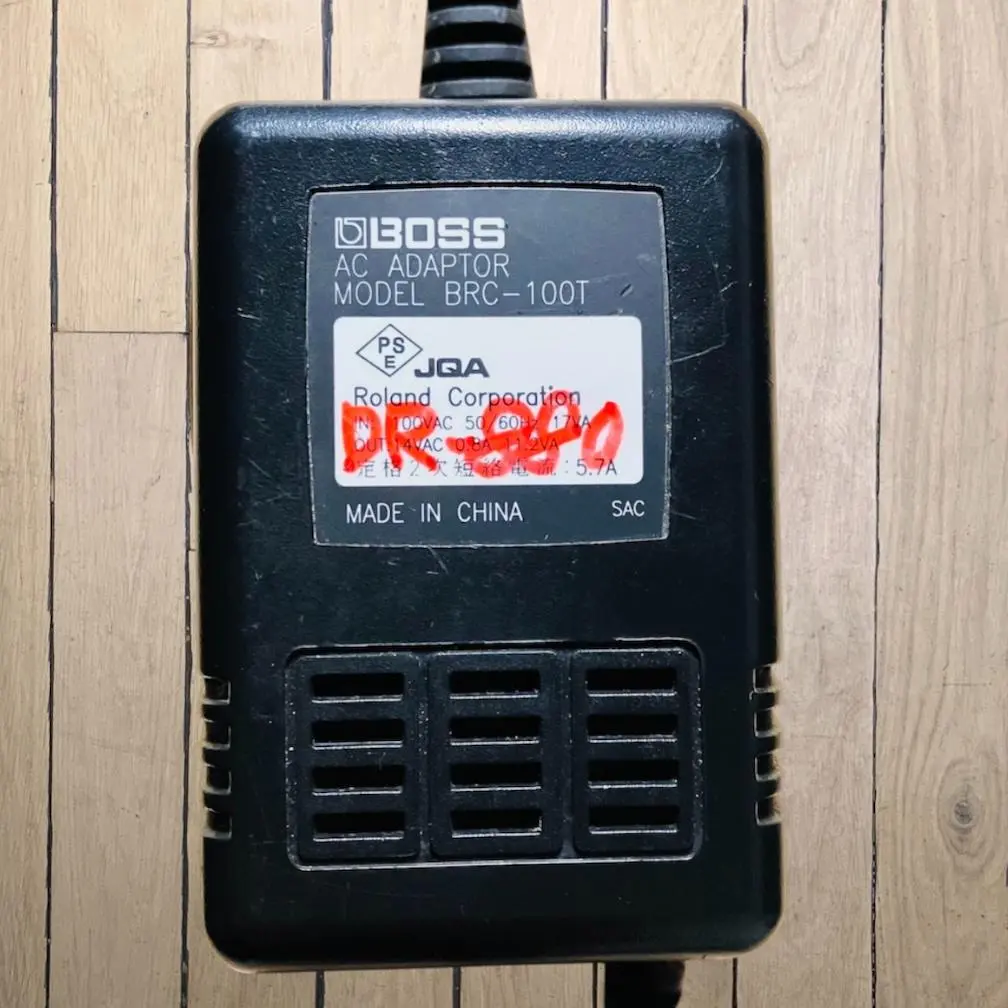 BOSS
AC ADAPTOR
MODEL BRC-100T
PS
E
JQA
Roland Corporation
IN: 100VAC 50/60Hz 17VA
OUT: 14VAC 0.8A 11.2VA
定格2次短絡電流: 5.7A
DR-880
MADE IN CHINA SAC